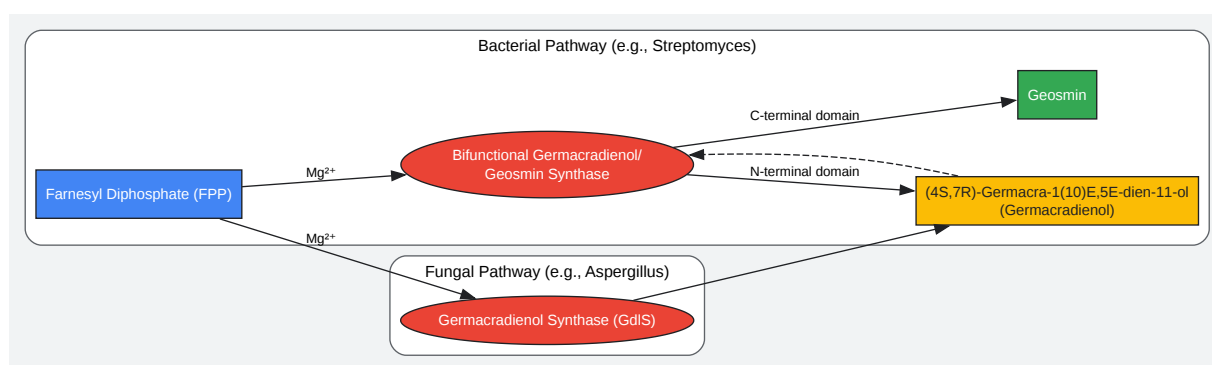 Bacterial Pathway (e.g., Streptomyces)
Geosmin
C-terminal domain
Bifunctional Germacradienol/
Geosmin Synthase
Mg²⁺
N-terminal domain
Farnesyl Diphosphate (FPP)
(4S,7R)-Germacra-1(10)E,5E-dien-11-ol
(Germacradienol)
Mg²⁺
Fungal Pathway (e.g., Aspergillus)
Germacradienol Synthase (GdlS)